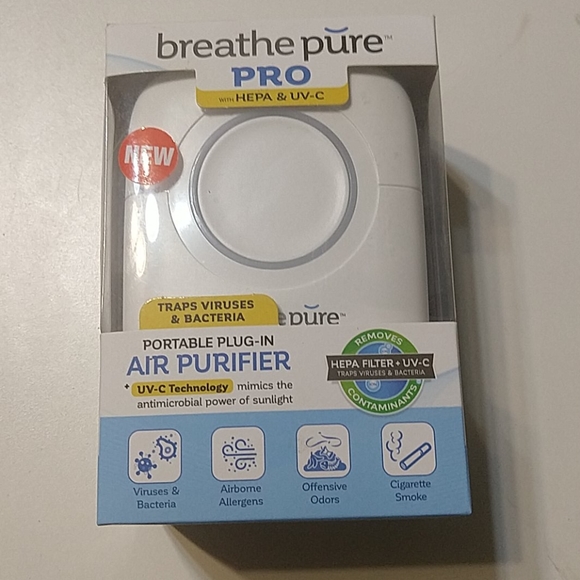 breathe pure™
PRO
WITH HEPA & UV-C
NEW
TRAPS VIRUSES
& BACTERIA
pure™
PORTABLE PLUG-IN
AIR PURIFIER
+ UV-C Technology mimics the
antimicrobial power of sunlight
REMOVES
HEPA FILTER + UV-C
TRAPS VIRUSES & BACTERIA
CONTAMINANTS
Viruses &
Bacteria
Airborne
Allergens
Offensive
Odors
Cigarette
Smoke